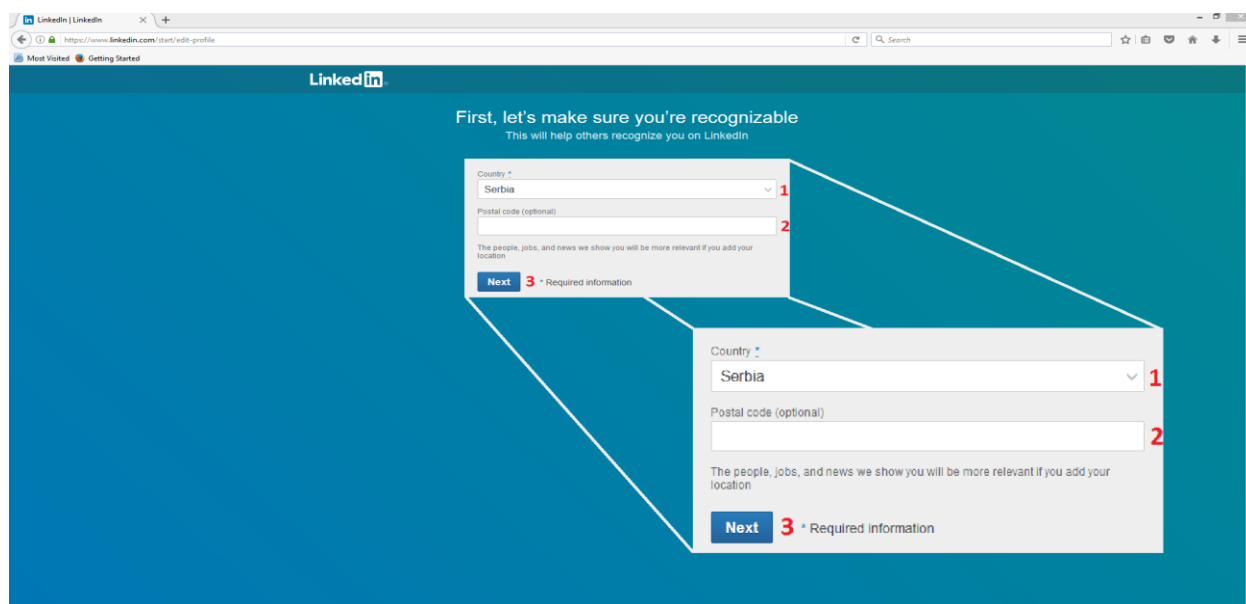 LinkedIn | LinkedIn
https://www.linkedin.com/start/edit-profile
Search
Most Visited Getting Started
Linked in
First, let's make sure you're recognizable
This will help others recognize you on LinkedIn
Country *
Serbia 1
Postal code (optional)
2
The people, jobs, and news we show you will be more relevant if you add your
location
Next 3 * Required information
Country *
Serbia 1
Postal code (optional)
2
The people, jobs, and news we show you will be more relevant if you add your
location
Next 3 * Required information